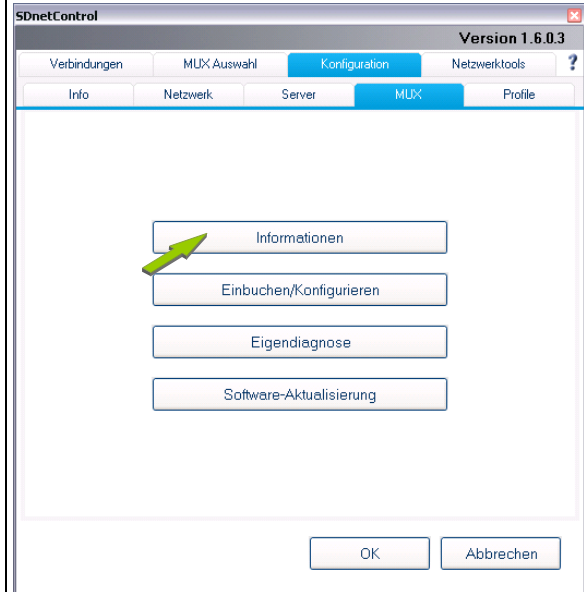 SDnetControl
Version 1.6.0.3
Verbindungen MUX Auswahl Konfiguration Netzwerktools ?
Info Netzwerk Server MUX Profile
Informationen
Einbuchen/Konfigurieren
Eigendiagnose
Software-Aktualisierung
OK Abbrechen